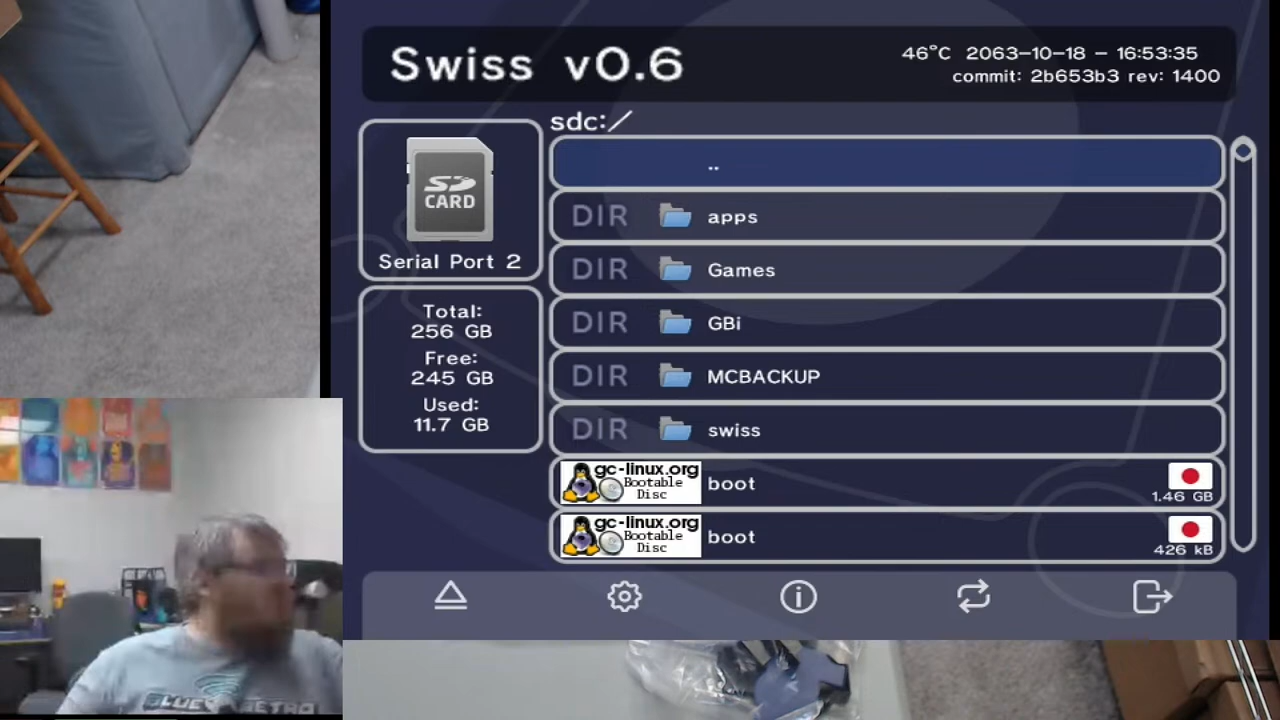 Swiss v0.6
46°C 2063-10-18 - 16:53:35
commit: 2b653b3 rev: 1400
sdc:/
SD
CARD
Serial Port 2
Total:
256 GB
Free:
245 GB
Used:
11.7 GB
..
DIR apps
DIR Games
DIR GBi
DIR MCBACKUP
DIR swiss
gc-linux.org
Bootable
Disc
boot
1.46 GB
gc-linux.org
Bootable
Disc
boot
426 kB